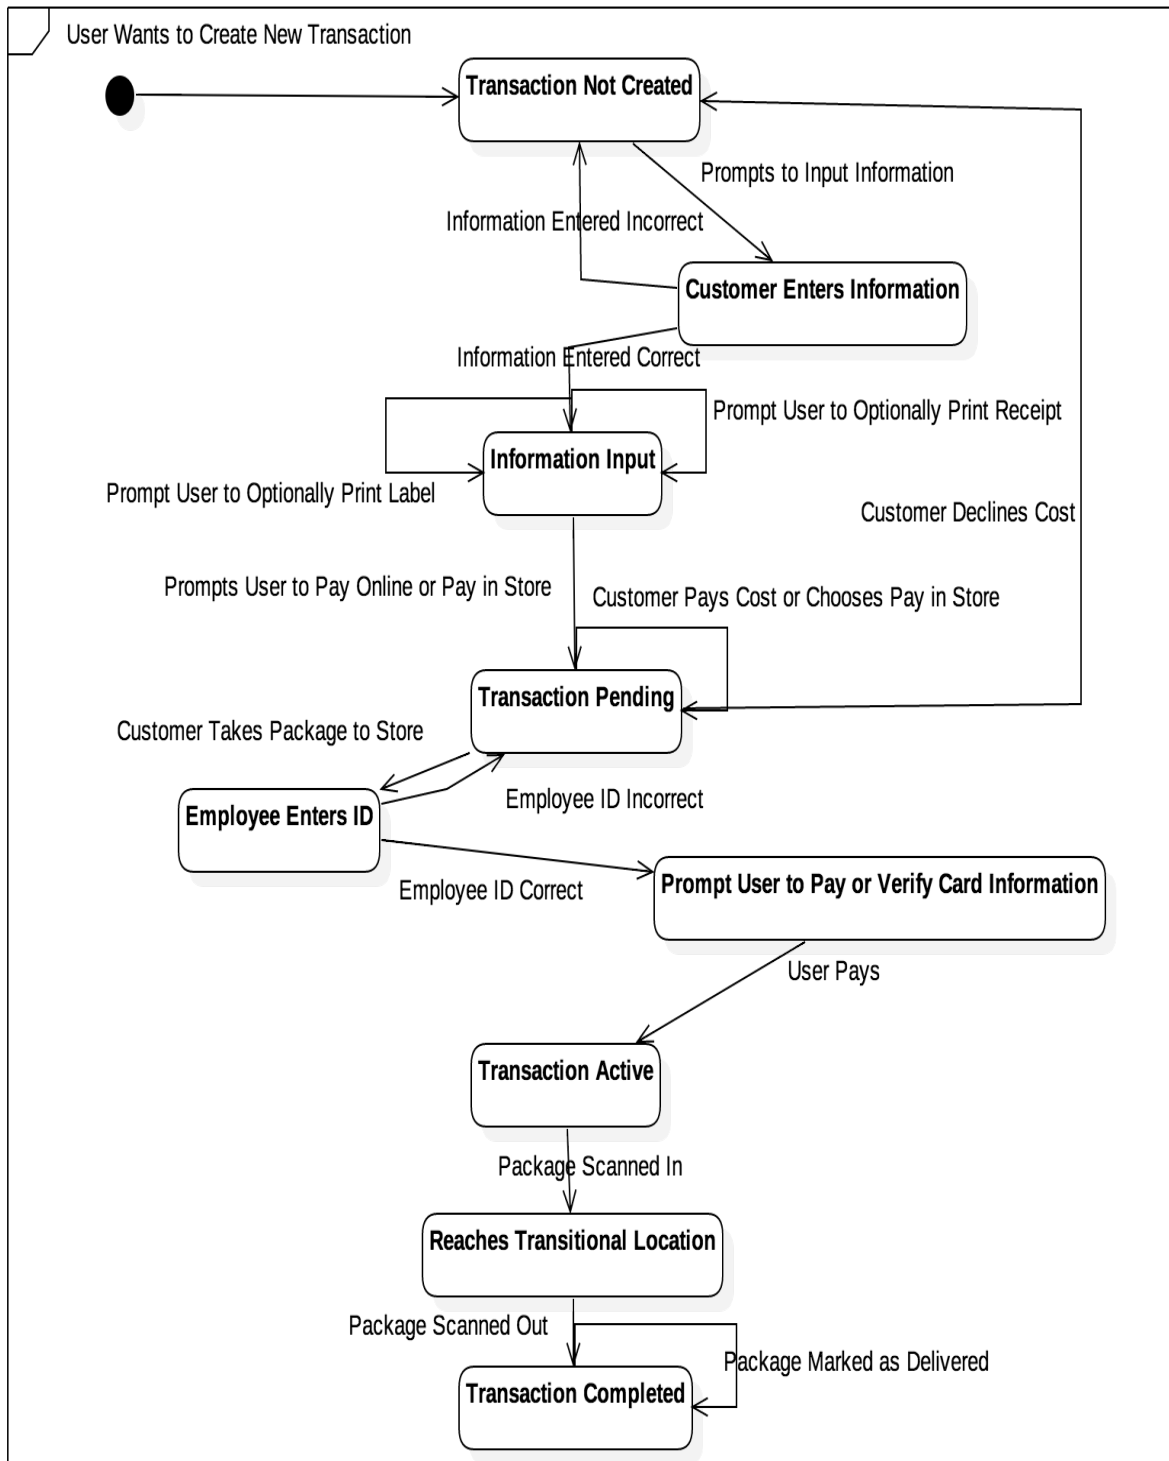 User Wants to Create New Transaction
Transaction Not Created
Prompts to Input Information
Information Entered Incorrect
Customer Enters Information
Information Entered Correct
Prompt User to Optionally Print Receipt
Information Input
Prompt User to Optionally Print Label
Customer Declines Cost
Prompts User to Pay Online or Pay in Store
Customer Pays Cost or Chooses Pay in Store
Transaction Pending
Customer Takes Package to Store
Employee ID Incorrect
Employee Enters ID
Employee ID Correct
Prompt User to Pay or Verify Card Information
User Pays
Transaction Active
Package Scanned In
Reaches Transitional Location
Package Scanned Out
Package Marked as Delivered
Transaction Completed